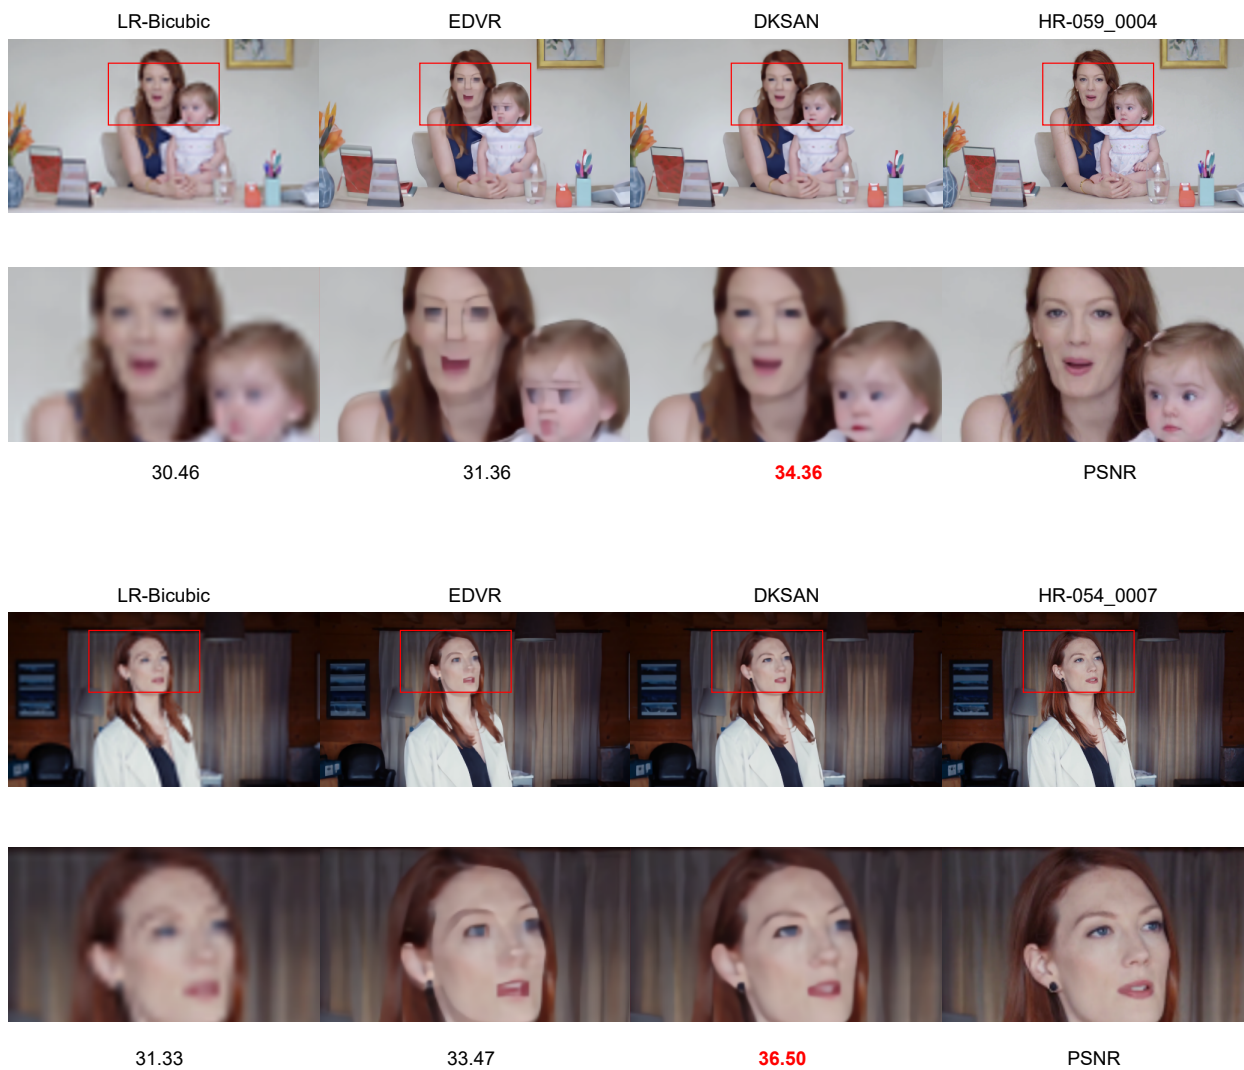 LR-Bicubic EDVR DKSAN HR-059_0004
30.46 31.36 34.36 PSNR
LR-Bicubic EDVR DKSAN HR-054_0007
31.33 33.47 36.50 PSNR